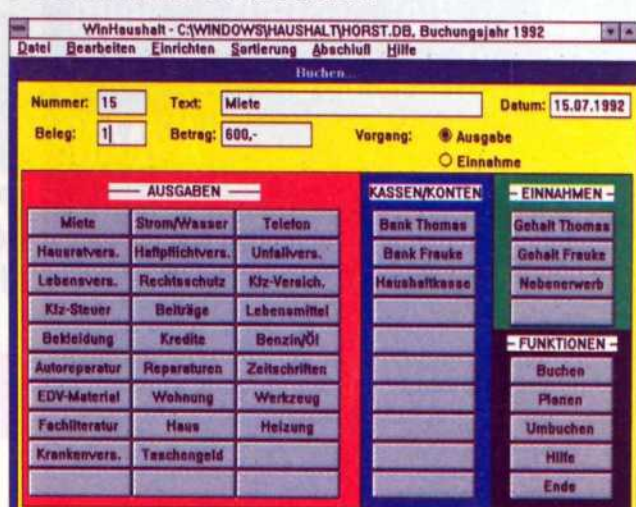 WinHaushalt - C:\WINDOWS\HAUSHALT\HORST.DB, Buchungsjahr 1992
Datei Bearbeiten Einrichten Sortierung Abschluß Hilfe
Buchen...
Nummer: 15 Text: Miete Datum: 15.07.1992
Beleg: 1 Betrag: 600,- Vorgang: Ausgabe
Einnahme
AUSGABEN KASSEN/KONTEN EINNAHMEN
Miete Strom/Wasser Telefon Bank Thomas Gehalt Thomas
Hausratvers. Haftpflichtvers. Unfallvers. Bank Frauke Gehalt Frauke
Lebensvers. Rechtsschutz Kfz-Versich. Haushaltkasse Nebenerwerb
Kfz-Steuer Beiträge Lebensmittel
Bekleidung Kredite Benzin/Öl FUNKTIONEN
Autoreparatur Reparaturen Zeitschriften Buchen
EDV-Material Wohnung Werkzeug Planen
Fachliteratur Haus Heizung Umbuchen
Krankenvers. Taschengeld Hilfe
Ende